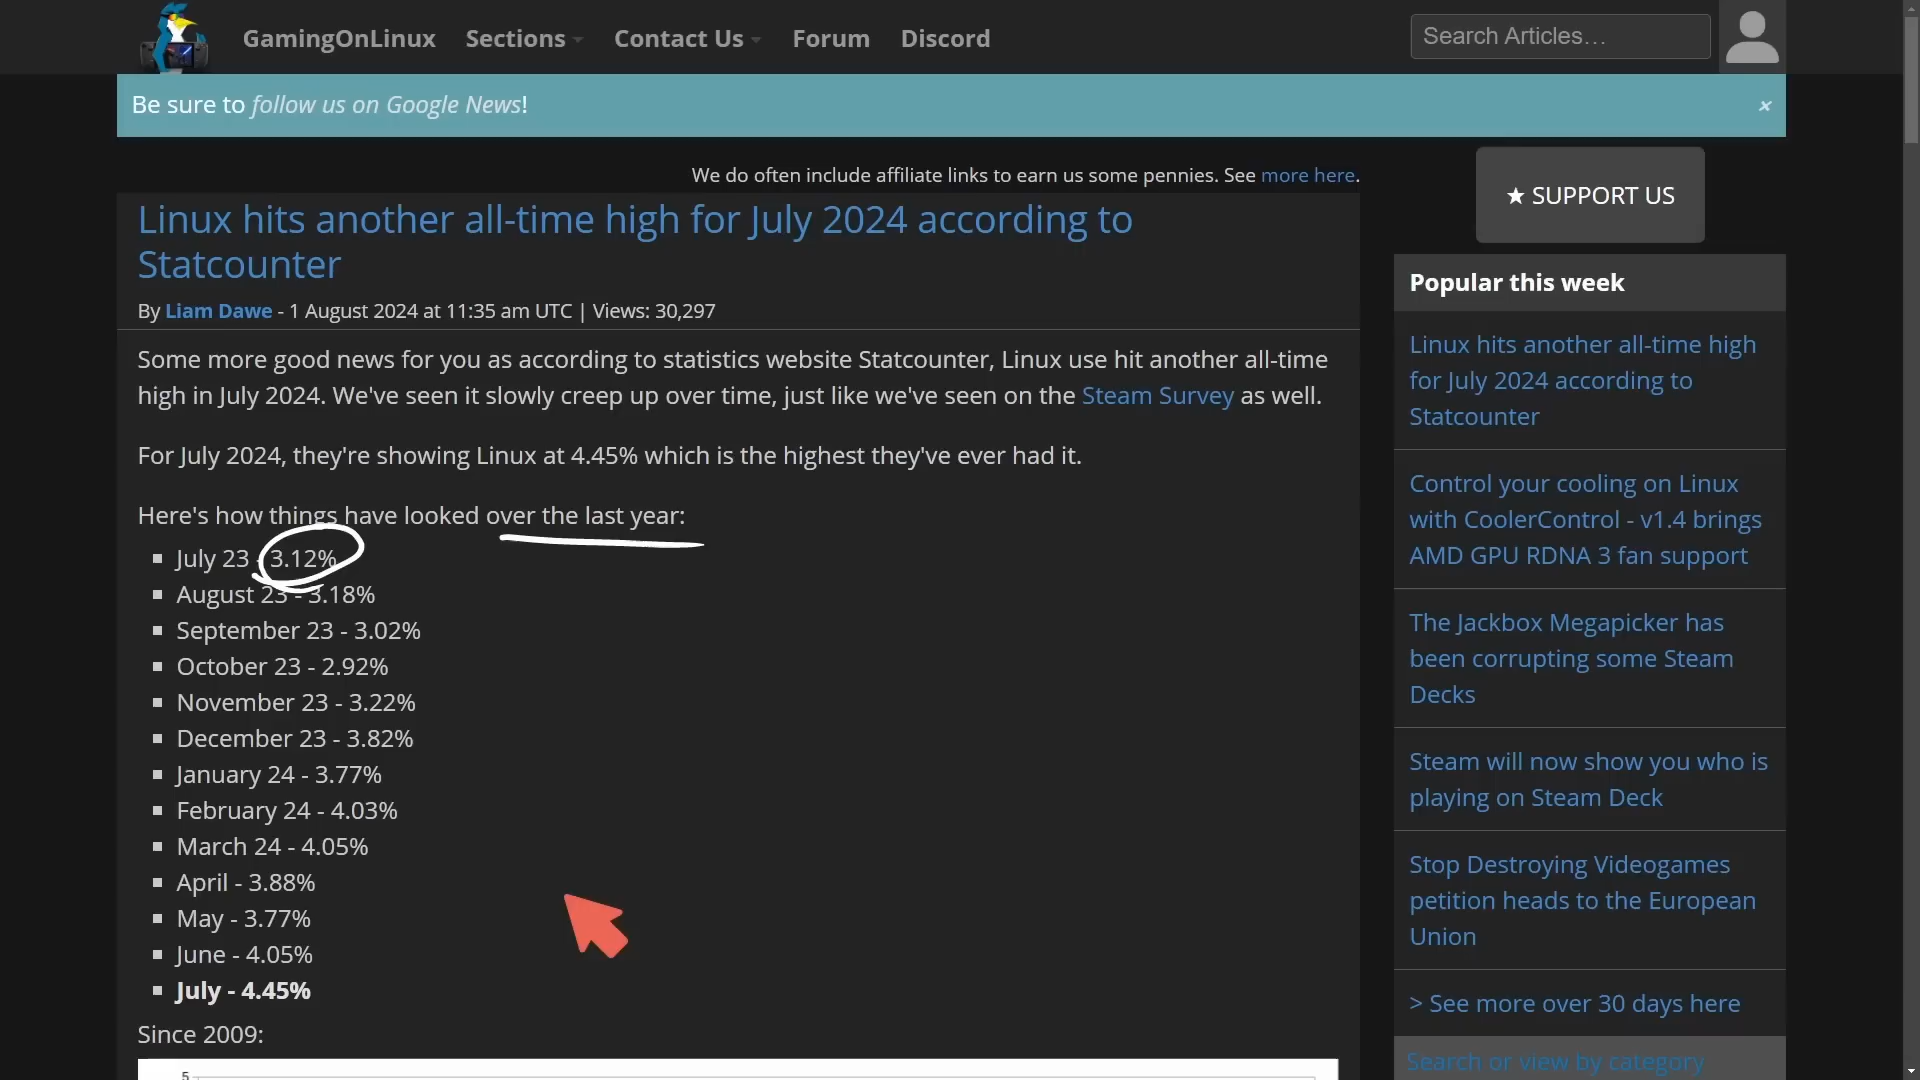 GamingOnLinux Sections Contact Us Forum Discord Search Articles...
Be sure to follow us on Google News! ×
We do often include affiliate links to earn us some pennies. See more here.
★ SUPPORT US
Linux hits another all-time high for July 2024 according to
Statcounter
By Liam Dawe - 1 August 2024 at 11:35 am UTC | Views: 30,297
Some more good news for you as according to statistics website Statcounter, Linux use hit another all-time
high in July 2024. We've seen it slowly creep up over time, just like we've seen on the Steam Survey as well.
For July 2024, they're showing Linux at 4.45% which is the highest they've ever had it.
Here's how things have looked over the last year:
July 23 - 3.12%
August 23 - 3.18%
September 23 - 3.02%
October 23 - 2.92%
November 23 - 3.22%
December 23 - 3.82%
January 24 - 3.77%
February 24 - 4.03%
March 24 - 4.05%
April - 3.88%
May - 3.77%
June - 4.05%
July - 4.45%
Since 2009:
5
Popular this week
Linux hits another all-time high
for July 2024 according to
Statcounter
Control your cooling on Linux
with CoolerControl - v1.4 brings
AMD GPU RDNA 3 fan support
The Jackbox Megapicker has
been corrupting some Steam
Decks
Steam will now show you who is
playing on Steam Deck
Stop Destroying Videogames
petition heads to the European
Union
> See more over 30 days here
Search or view by category